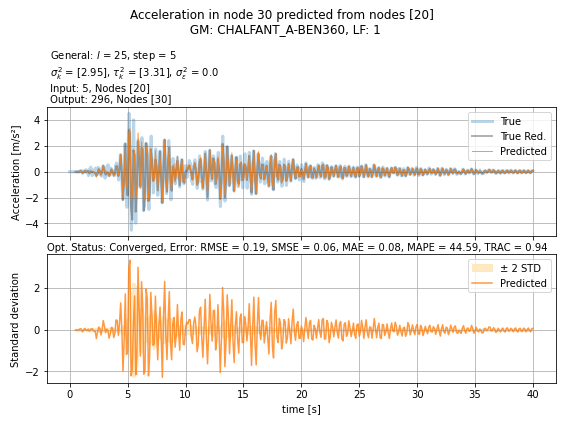 Acceleration in node 30 predicted from nodes [20]
GM: CHALFANT_A-BEN360, LF: 1
General: l = 25, step = 5
σ²ₖ = [2.95], τ²ₖ = [3.31], σ²ε = 0.0
Input: 5, Nodes [20]
Output: 296, Nodes [30]
Acceleration [m/s²]
4
2
0
−2
−4
True
True Red.
Predicted
Opt. Status: Converged, Error: RMSE = 0.19, SMSE = 0.06, MAE = 0.08, MAPE = 44.59, TRAC = 0.94
Standard deviation
2
0
−2
± 2 STD
Predicted
0 5 10 15 20 25 30 35 40
time [s]